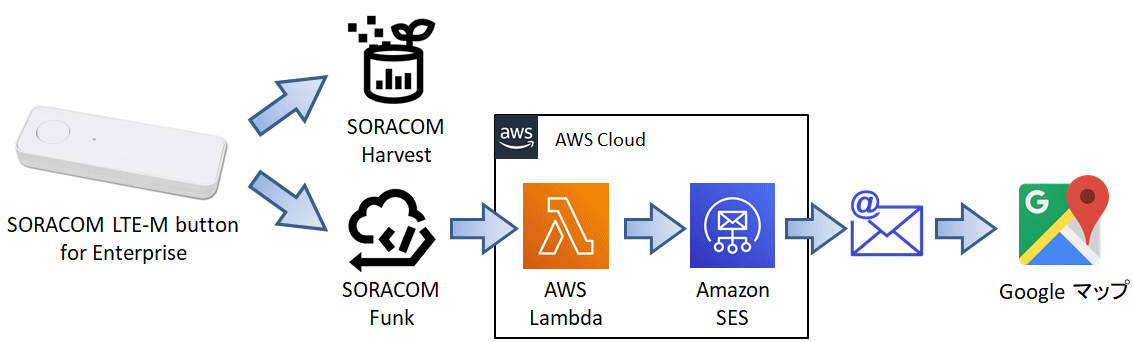 SORACOM LTE-M button
for Enterprise
SORACOM
Harvest
SORACOM
Funk
aws
AWS Cloud
AWS
Lambda
Amazon
SES
@
G
Google マップ